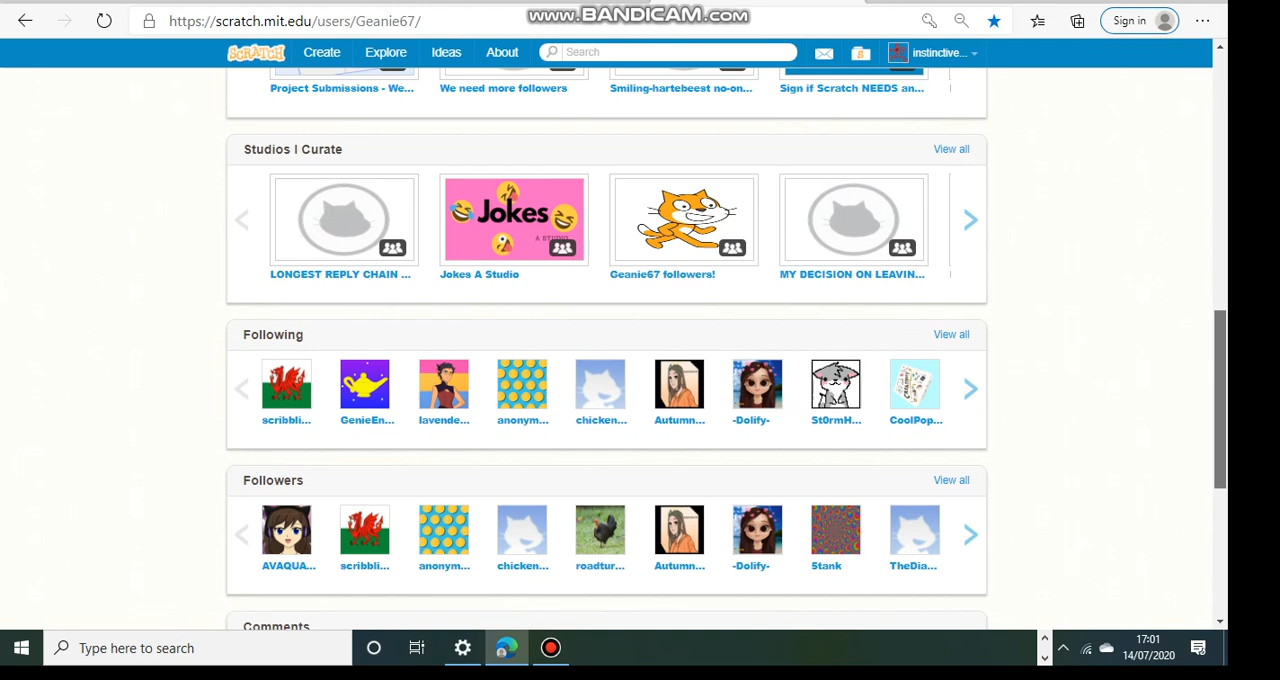 www.BANDICAM.com
https://scratch.mit.edu/users/Geanie67/
Sign in
SCRATCH Create Explore Ideas About Search instinctive...
Project Submissions - We... We need more followers Smiling-hartebeest no-on... Sign if Scratch NEEDS an...
Studios I Curate View all
Jokes
A STUDIO
LONGEST REPLY CHAIN ... Jokes A Studio Geanie67 followers! MY DECISION ON LEAVIN...
Following View all
scribbli... GenieEn... lavende... anonym... chicken... Autumn... -Dolify- St0rmH... CoolPop...
Followers View all
AVAQUA... scribbli... anonym... chicken... roadtur... Autumn... -Dolify- 5tank TheDia...
Comments
Type here to search
17:01
14/07/2020